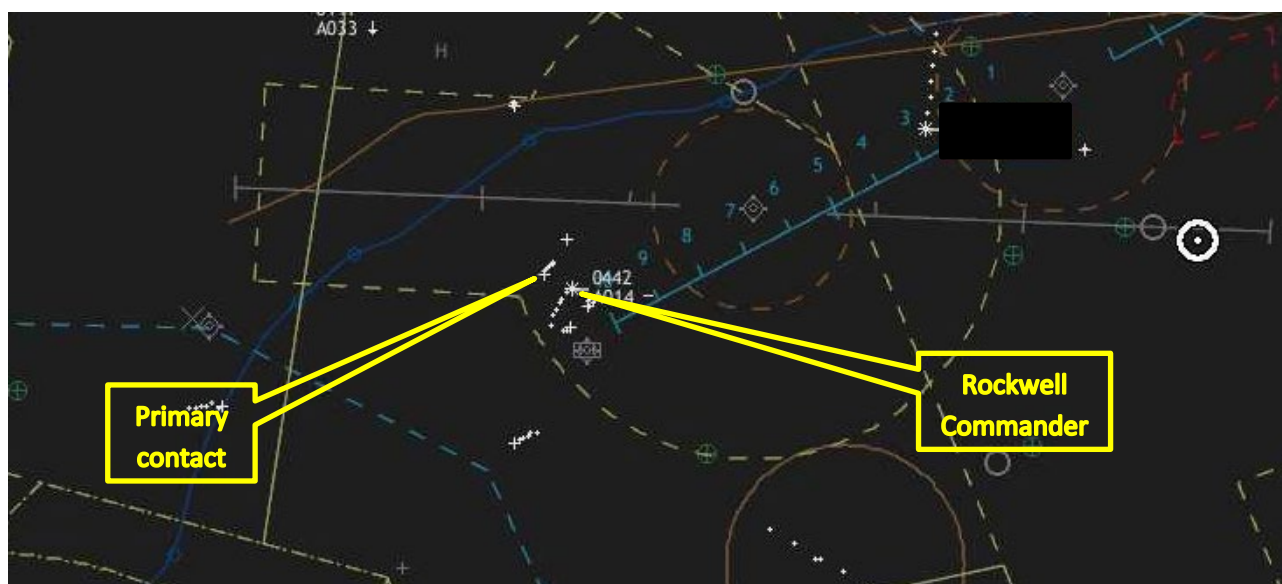 A033 ↓
H
1
2
3
4
5
6
7
8
9
0442
A014 −
Primary
contact
Rockwell
Commander